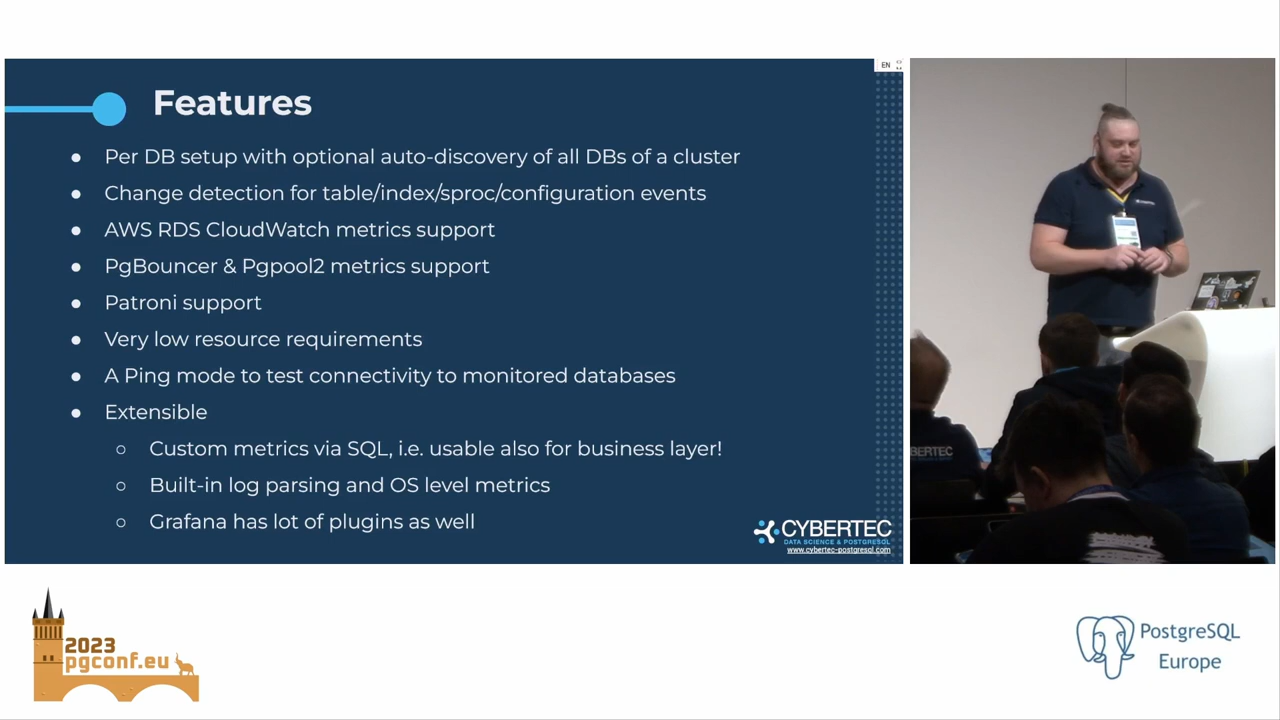 Features
● Per DB setup with optional auto-discovery of all DBs of a cluster
● Change detection for table/index/sproc/configuration events
● AWS RDS CloudWatch metrics support
● PgBouncer & Pgpool2 metrics support
● Patroni support
● Very low resource requirements
● A Ping mode to test connectivity to monitored databases
● Extensible
○ Custom metrics via SQL, i.e. usable also for business layer!
○ Built-in log parsing and OS level metrics
○ Grafana has lot of plugins as well
CYBERTEC
DATA SCIENCE & POSTGRESQL
www.cybertec-postgresql.com
EN
CYBERTEC
2023
pgconf.eu
PostgreSQL
Europe